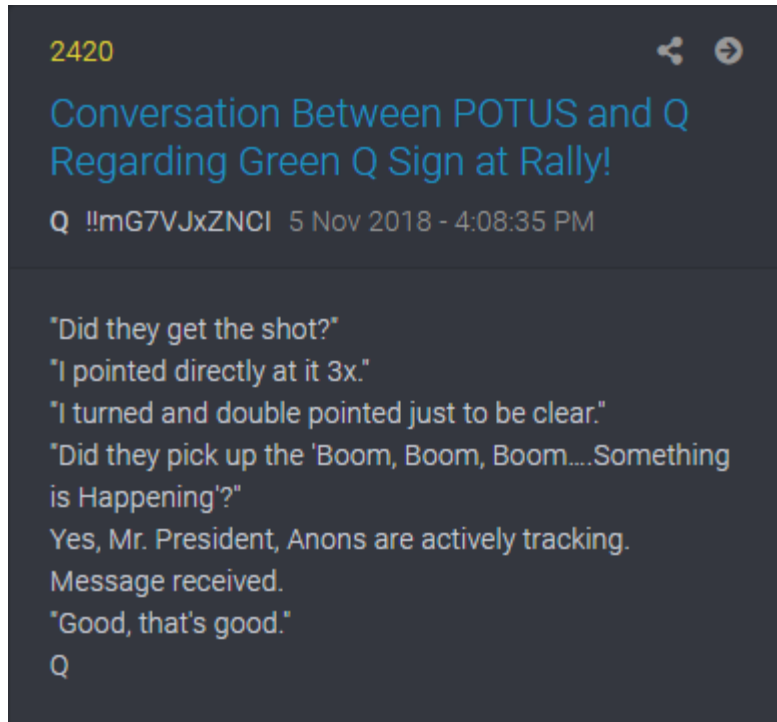 2420
Conversation Between POTUS and Q
Regarding Green Q Sign at Rally!
Q !!mG7VJxZNCI 5 Nov 2018 - 4:08:35 PM
"Did they get the shot?"
"I pointed directly at it 3x."
"I turned and double pointed just to be clear."
"Did they pick up the 'Boom, Boom, Boom....Something
is Happening'?"
Yes, Mr. President, Anons are actively tracking.
Message received.
"Good, that's good."
Q